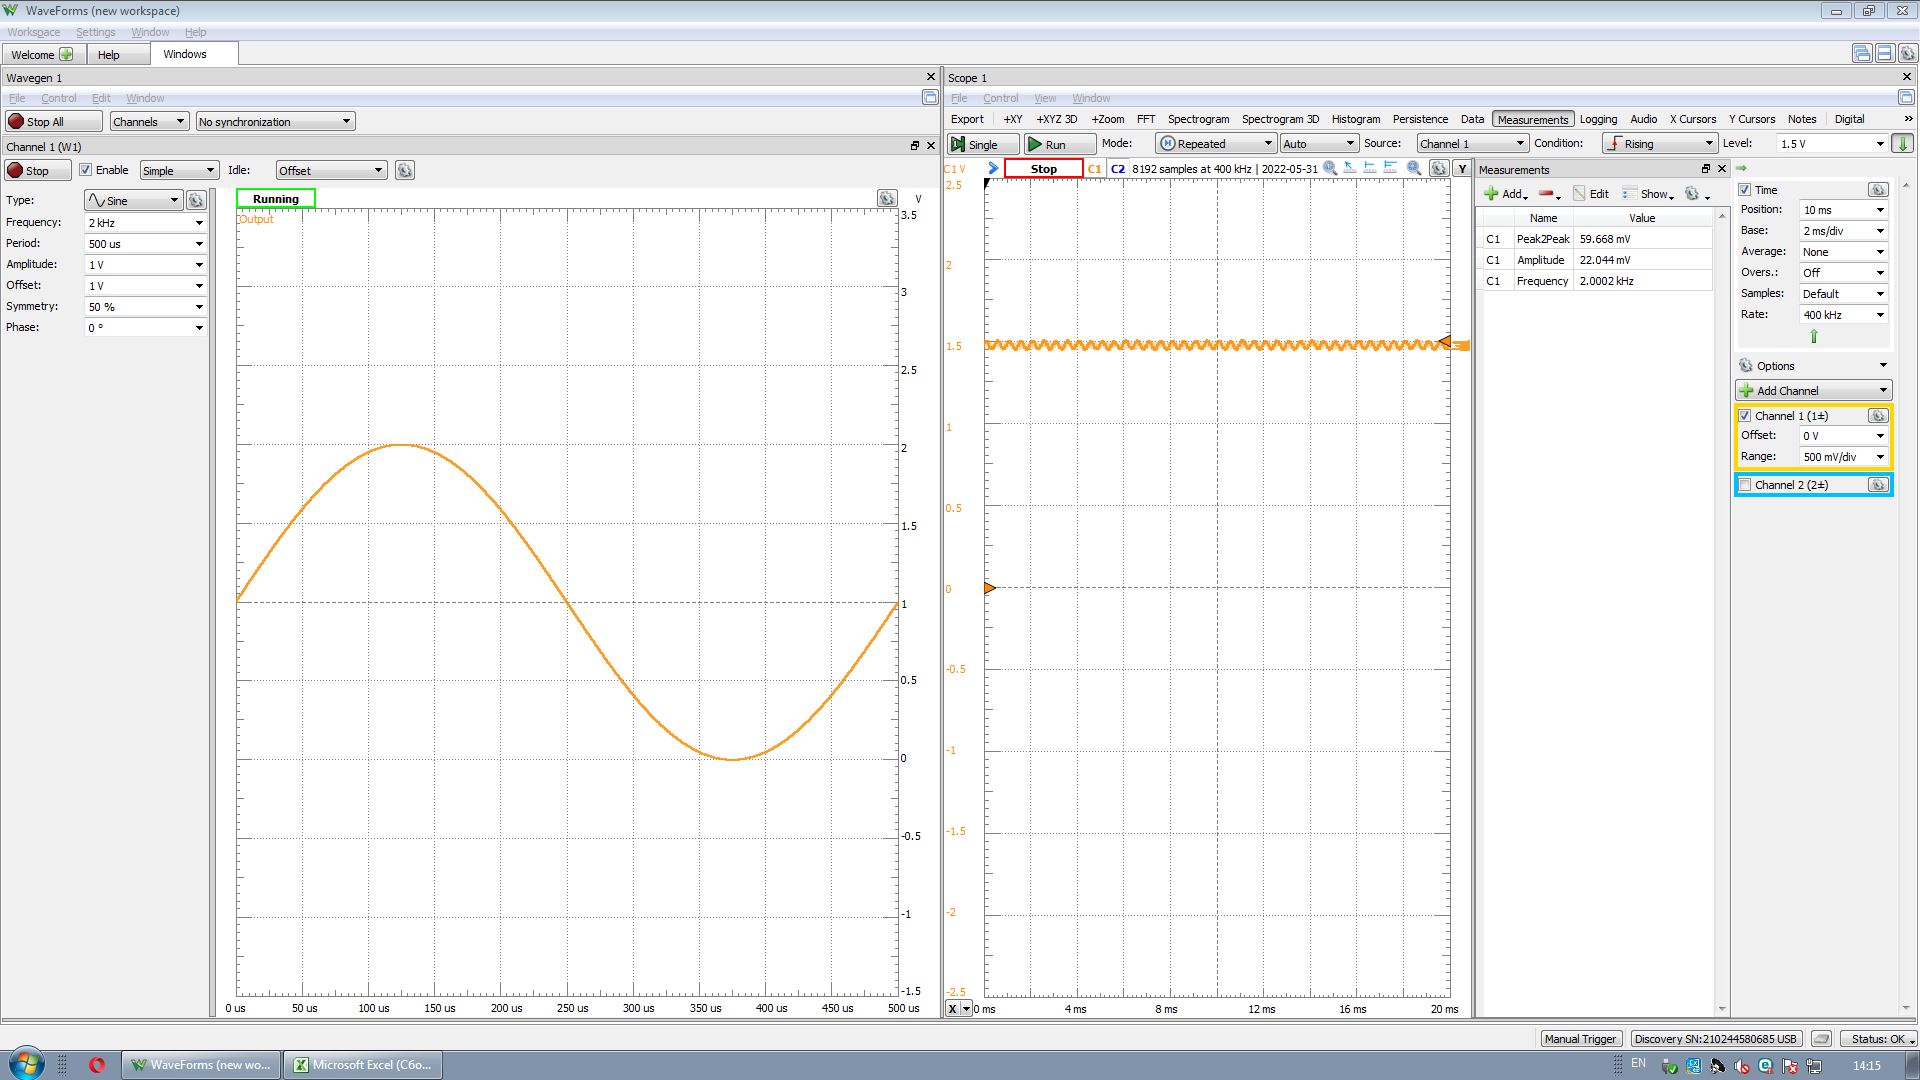 WaveForms (new workspace)
Workspace Settings Window Help
Welcome Help Windows
Wavegen 1
File Control Edit Window
Stop All Channels No synchronization
Channel 1 (W1)
Stop Enable Simple Idle: Offset
Type: Sine
Frequency: 2 kHz
Period: 500 us
Amplitude: 1 V
Offset: 1 V
Symmetry: 50 %
Phase: 0 °
Running V
Output
3.5
3
2.5
2
1.5
1
0.5
0
-0.5
-1
-1.5
0 us 50 us 100 us 150 us 200 us 250 us 300 us 350 us 400 us 450 us 500 us
Scope 1
File Control View Window
Export +XY +XYZ 3D +Zoom FFT Spectrogram Spectrogram 3D Histogram Persistence Data Measurements Logging Audio X Cursors Y Cursors Notes Digital »
Single Run Mode: Repeated Auto Source: Channel 1 Condition: Rising Level: 1.5 V
C1 V Stop C1 C2 8192 samples at 400 kHz | 2022-05-31 Y
2.5
2
1.5
1
0.5
0
-0.5
-1
-1.5
-2
-2.5
X 0 ms 4 ms 8 ms 12 ms 16 ms 20 ms
Measurements
Add Edit Show
Name Value
C1 Peak2Peak 59.668 mV
C1 Amplitude 22.044 mV
C1 Frequency 2.0002 kHz
Time
Position: 10 ms
Base: 2 ms/div
Average: None
Overs.: Off
Samples: Default
Rate: 400 kHz
Options
Add Channel
Channel 1 (1±)
Offset: 0 V
Range: 500 mV/div
Channel 2 (2±)
Manual Trigger Discovery SN:210244580685 USB Status: OK
WaveForms (new wo... Microsoft Excel (Сбо... EN 14:15